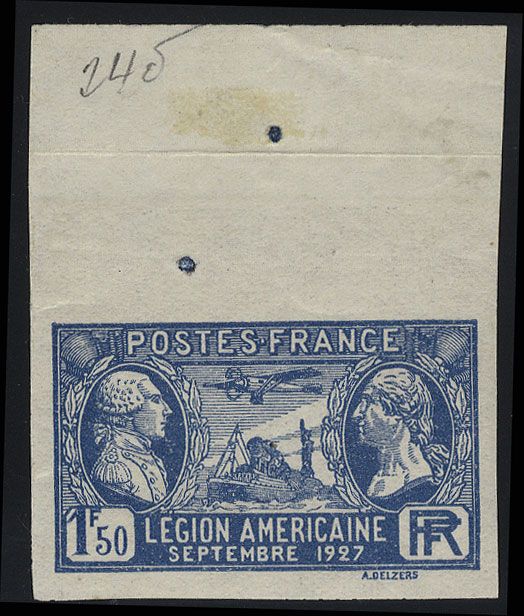 245
POSTES·FRANCE
1F50
LEGION AMERICAINE
SEPTEMBRE 1927
RF
A.DELZERS